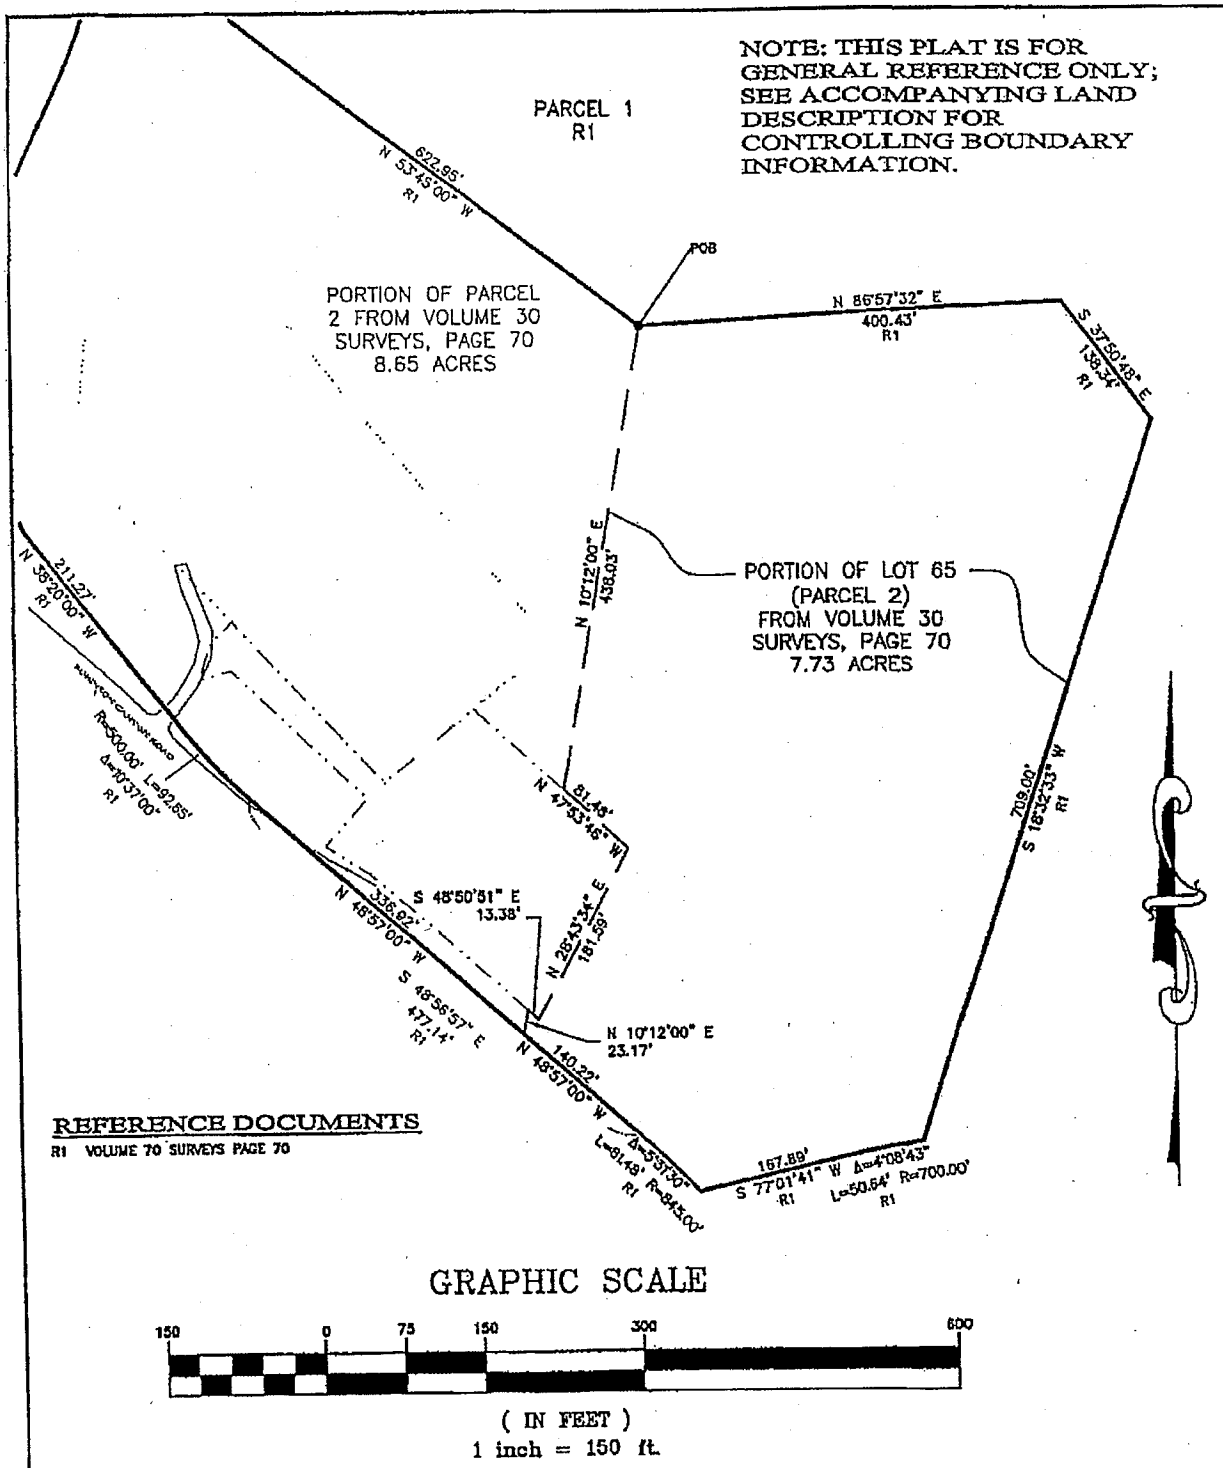 NOTE: THIS PLAT IS FOR
GENERAL REFERENCE ONLY;
SEE ACCOMPANYING LAND
DESCRIPTION FOR
CONTROLLING BOUNDARY
INFORMATION.
PARCEL 1
R1
622.95'
N 53°45'00" W
R1
POB
PORTION OF PARCEL
2 FROM VOLUME 30
SURVEYS, PAGE 70
8.65 ACRES
N 86°57'32" E
400.43'
R1
S 37°50'48" E
138.34'
R1
N 10°12'00" E
438.03'
PORTION OF LOT 65
(PARCEL 2)
FROM VOLUME 30
SURVEYS, PAGE 70
7.73 ACRES
211.27'
N 38°20'00" W
R1
ROAD
R=500.00' L=92.65'
Δ=10°37'00"
R1
81.48'
N 47°53'46" W
709.00'
S 18°32'33" W
R1
S 48°50'51" E
13.38'
336.92'
N 48°57'00" W
N 28°43'34" E
181.59'
S 48°56'57" E
477.14'
R1
N 10°12'00" E
23.17'
140.22'
N 48°57'00" W
Δ=5°31'30"
L=81.48' R=845.00'
R1
167.89'
S 77°01'41" W
R1
Δ=4°08'43"
L=50.64' R=700.00'
R1
REFERENCE DOCUMENTS
R1 VOLUME 70 SURVEYS PAGE 70
GRAPHIC SCALE
150 0 75 150 300 600
( IN FEET )
1 inch = 150 ft.